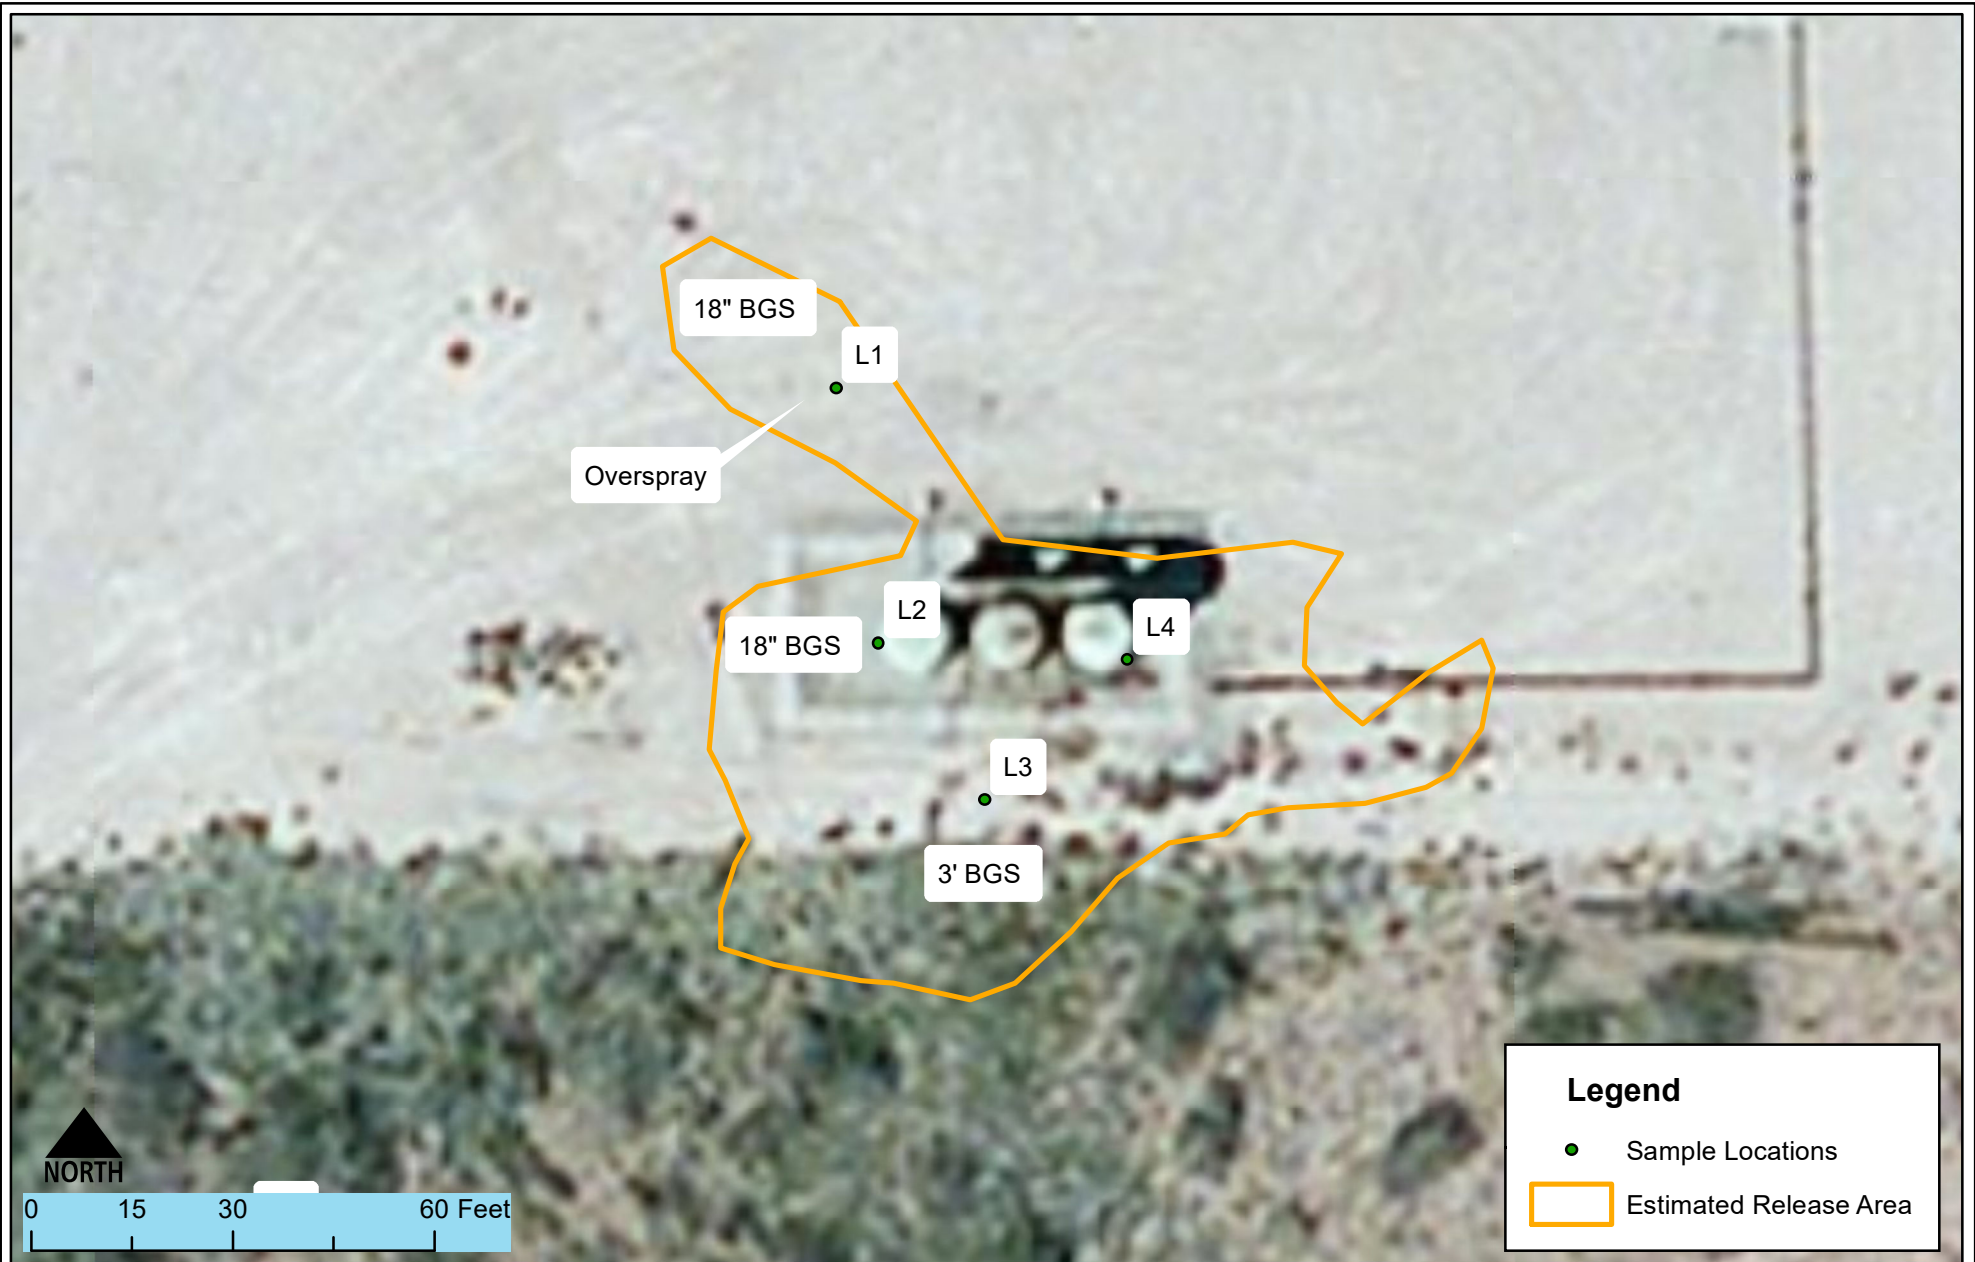 18" BGS
L1
Overspray
L2
L4
18" BGS
L3
3' BGS
Legend
Sample Locations
Estimated Release Area
NORTH
0 15 30 60 Feet